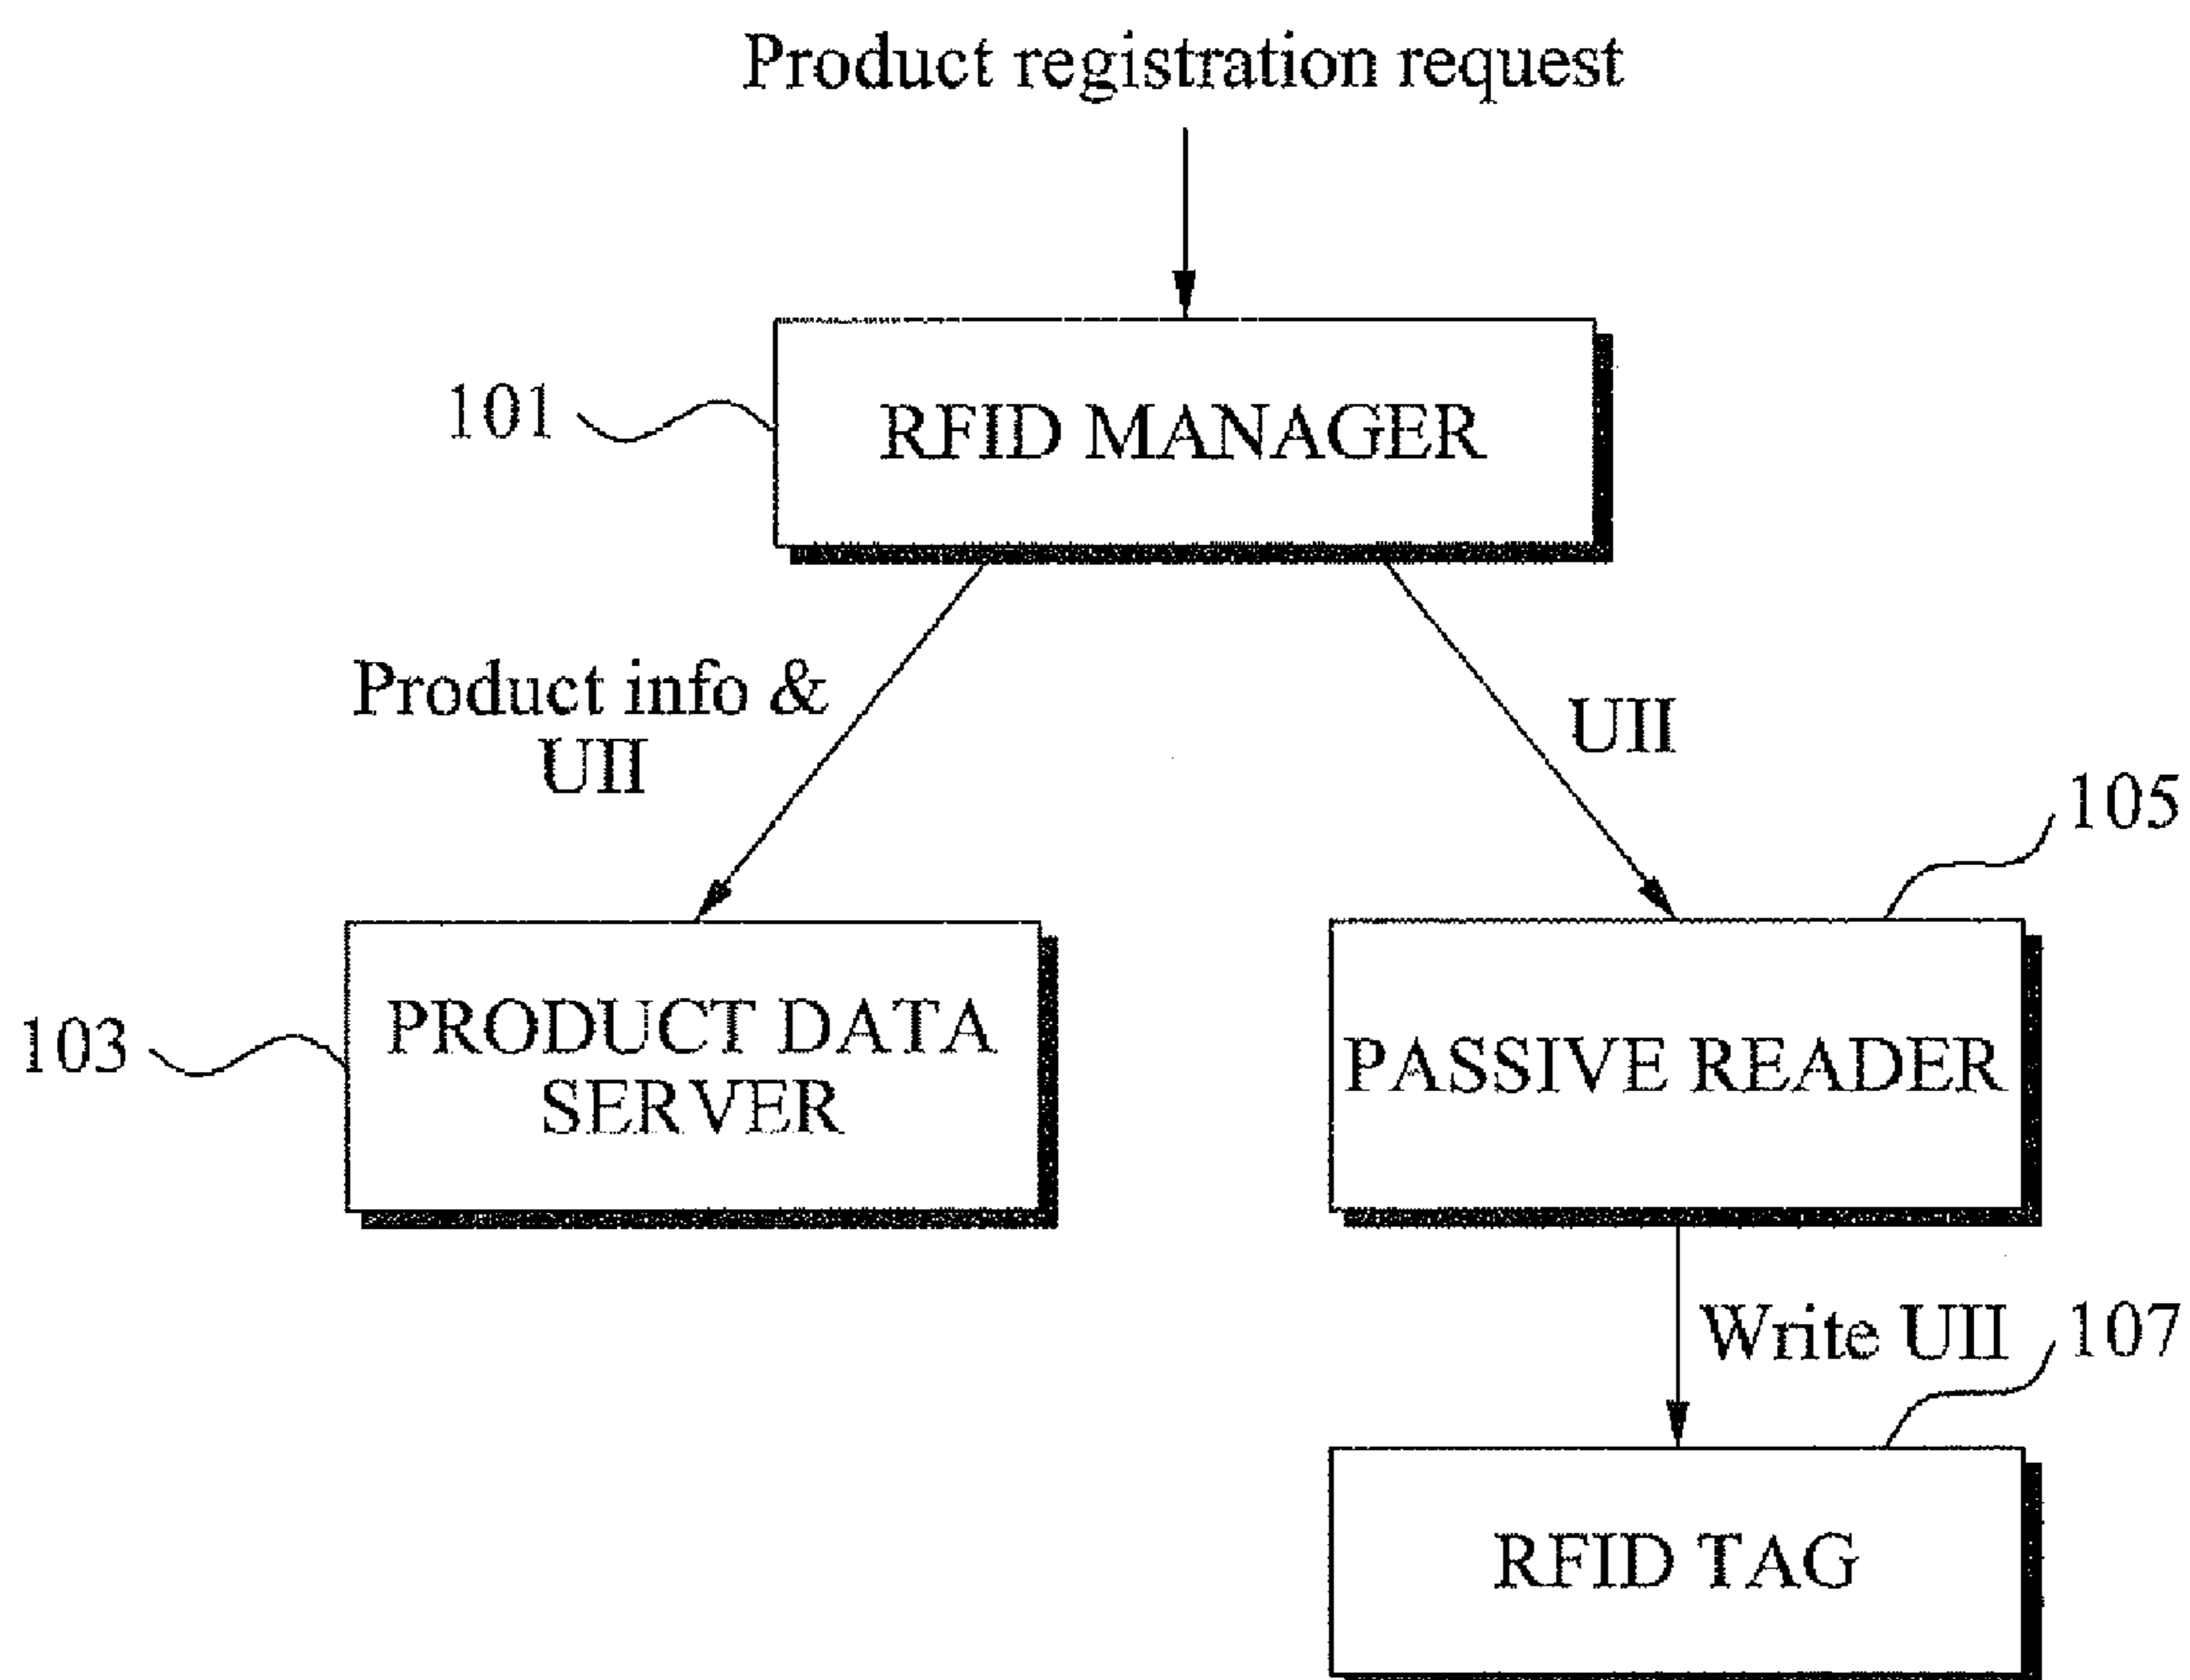 Product registration request
101
RFID MANAGER
Product info &
UII
UII
105
103
PRODUCT DATA
SERVER
PASSIVE READER
Write UII
107
RFID TAG